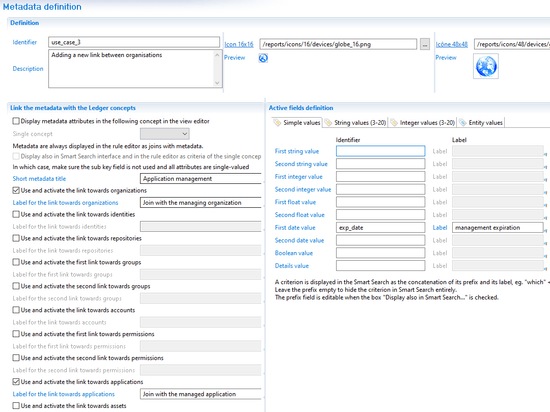 Metadata definition
Definition
Identifier use_case_3 Icon 16x16 /reports/icons/16/devices/globe_16.png ... Icône 48x48 /reports/icons/48/devices/
Description Adding a new link between organisations Preview Preview
Link the metadata with the Ledger concepts
Display metadata attributes in the following concept in the view editor
Single concept
Metadata are always displayed in the rule editor as joins with metadata.
Display also in Smart Search interface and in the rule editor as criteria of the single concep
In which case, make sure the sub key field is not used and all attributes are single-valued
Short metadata title Application management
Use and activate the link towards organizations
Label for the link towards organizations Join with the managing organization
Use and activate the link towards identities
Label for the link towards identities
Use and activate the link towards repositories
Label for the link towards repositories
Use and activate the first link towards groups
Label for the first link towards groups
Use and activate the second link towards groups
Label for the second link towards groups
Use and activate the link towards accounts
Label for the link towards accounts
Use and activate the first link towards permissions
Label for the first link towards permissions
Use and activate the second link towards permissions
Label for the second link towards permissions
Use and activate the link towards applications
Label for the link towards applications Join with the managed application
Use and activate the link towards assets
Active fields definition
Simple values String values (3-20) Integer values (3-20) Entity values
Identifier Label
First string value Label
Second string value Label
First integer value Label
Second integer value Label
First float value Label
Second float value Label
First date value exp_date Label management expiration
Second date value Label
Boolean value Label
Details value Label
A criterion is displayed in the Smart Search as the concatenation of its prefix and its label, eg. "which" +
Leave the prefix empty to hide the criterion in Smart Search entirely.
The prefix field is editable when the box "Display also in Smart Search..." is checked.